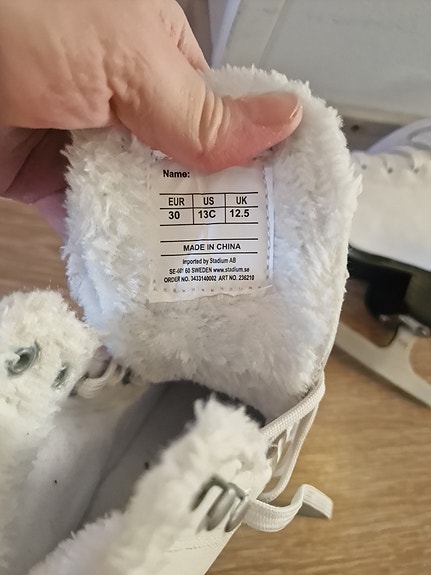 Name:
EUR US UK
30 13C 12.5
MADE IN CHINA
imported by Stadium AB
SE-601 60 SWEDEN www.stadium.se
ORDER NO. 3433140002 ART NO. 236210